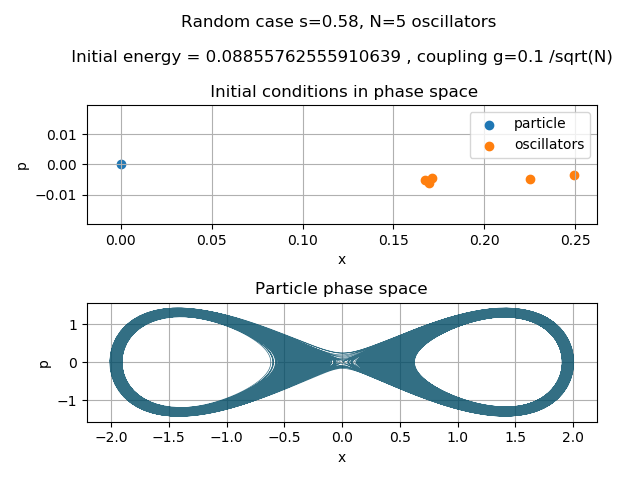 Random case s=0.58, N=5 oscillators
Initial energy = 0.08855762555910639 , coupling g=0.1 /sqrt(N)
Initial conditions in phase space
particle
oscillators
p
0.01
0.00
−0.01
0.00 0.05 0.10 0.15 0.20 0.25
x
Particle phase space
p
1
0
−1
−2.0 −1.5 −1.0 −0.5 0.0 0.5 1.0 1.5 2.0
x